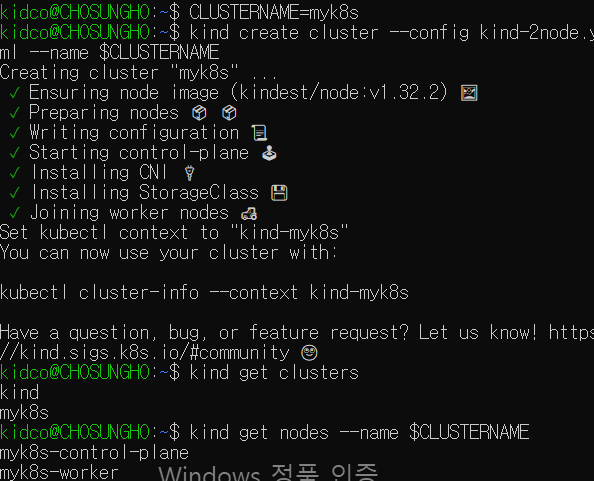 kidco@CHOSUNGHO:~$ CLUSTERNAME=myk8s
kidco@CHOSUNGHO:~$ kind create cluster --config kind-2node.y
ml --name $CLUSTERNAME
Creating cluster "myk8s" ...
✓ Ensuring node image (kindest/node:v1.32.2) 🖼
✓ Preparing nodes 📦 📦
✓ Writing configuration 📜
✓ Starting control-plane 🕹️
✓ Installing CNI 🔌
✓ Installing StorageClass 💾
✓ Joining worker nodes 🚜
Set kubectl context to "kind-myk8s"
You can now use your cluster with:
kubectl cluster-info --context kind-myk8s
Have a question, bug, or feature request? Let us know! https
//kind.sigs.k8s.io/#community 🙂
kidco@CHOSUNGHO:~$ kind get clusters
kind
myk8s
kidco@CHOSUNGHO:~$ kind get nodes --name $CLUSTERNAME
myk8s-control-plane
myk8s-worker
Windows 정품 인증